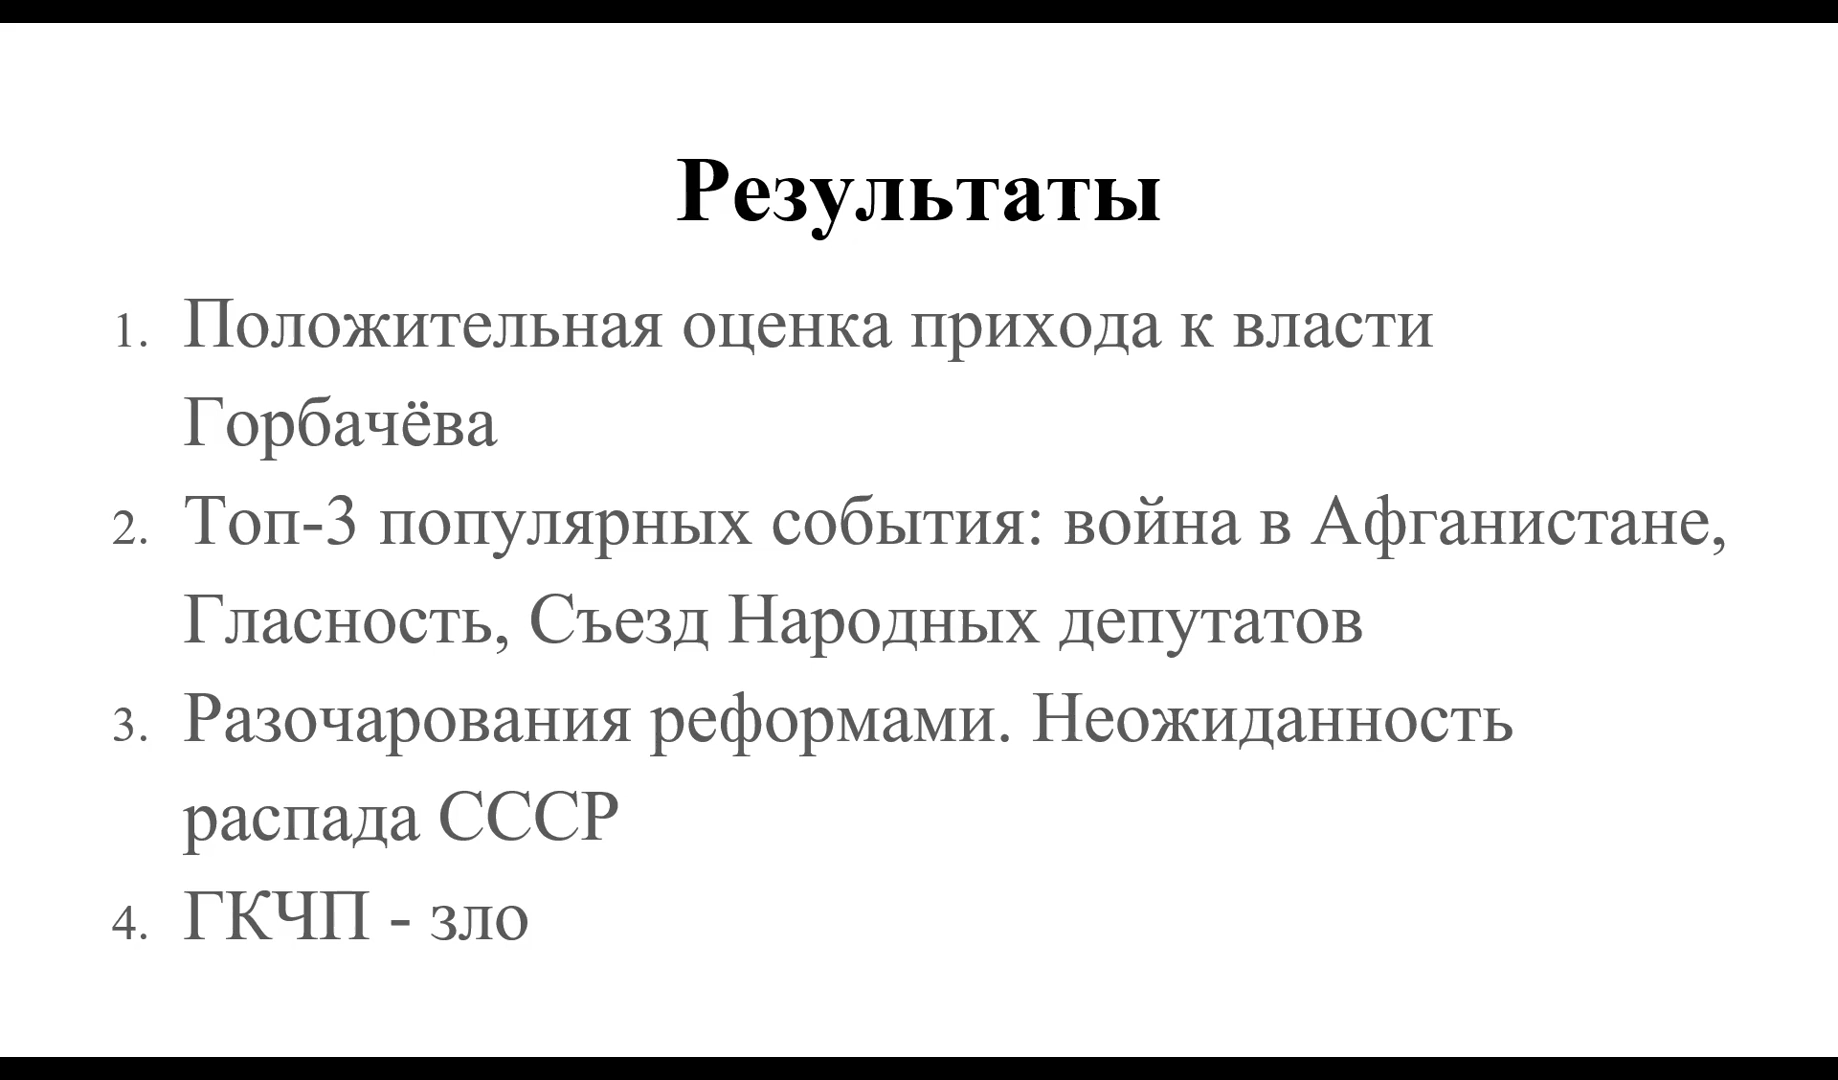 Результаты
1. Положительная оценка прихода к власти
Горбачёва
2. Топ-3 популярных события: война в Афганистане,
Гласность, Съезд Народных депутатов
3. Разочарования реформами. Неожиданность
распада СССР
4. ГКЧП - зло